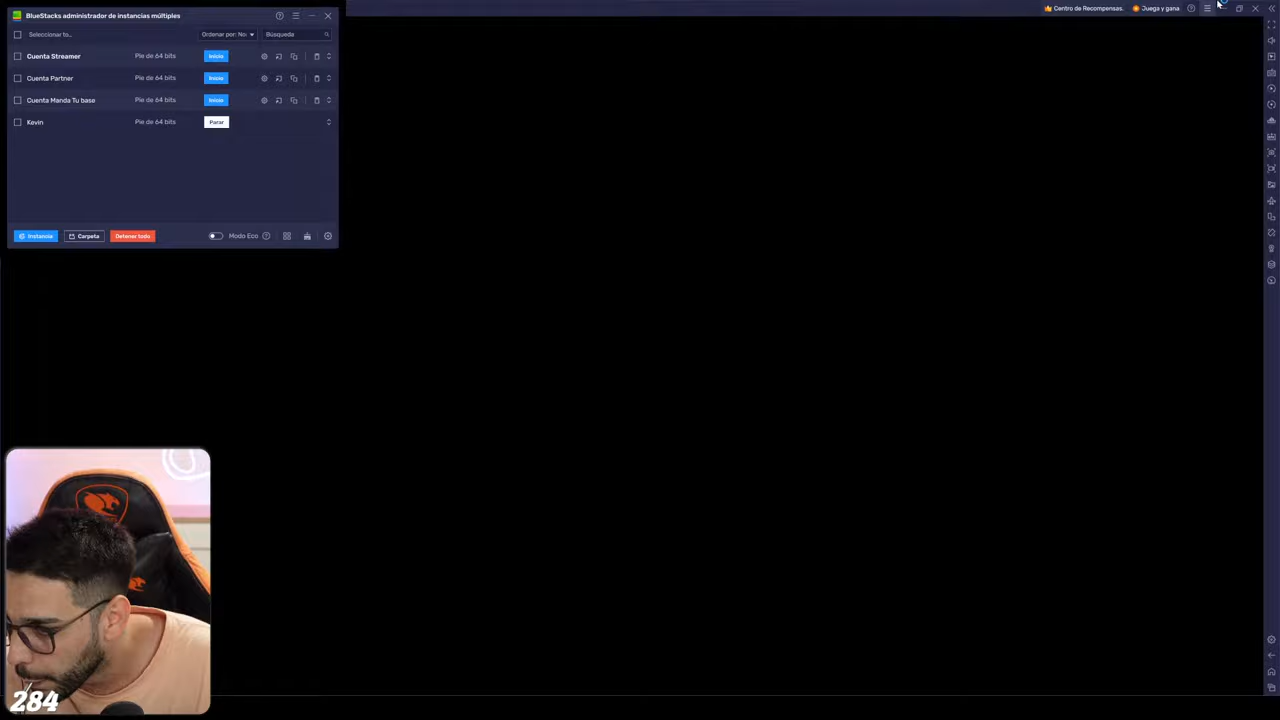 BlueStacks administrador de instancias múltiples
Centro de Recompensas.
Juega y gana
Seleccionar to...
Ordenar por: No
Búsqueda
Cuenta Streamer
Pie de 64 bits
Inicio
Cuenta Partner
Pie de 64 bits
Inicio
Cuenta Manda Tu base
Pie de 64 bits
Inicio
Kevin
Pie de 64 bits
Parar
Instancia
Carpeta
Detener todo
Modo Eco
284